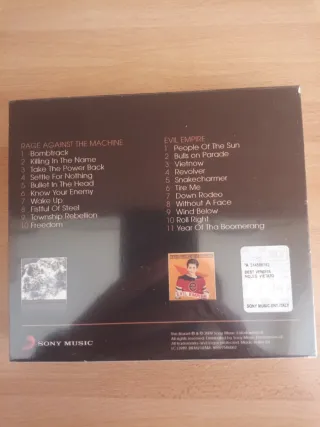 RAGE AGAINST THE MACHINE
1 Bombtrack
2 Killing In The Name
3 Take The Power Back
4 Settle For Nothing
5 Bullet In The Head
6 Know Your Enemy
7 Wake Up
8 Fistful Of Steel
9 Township Rebellion
10 Freedom
EVIL EMPIRE
1 People Of The Sun
2 Bulls on Parade
3 Vietnow
4 Revolver
5 Snakecharmer
6 Tire Me
7 Down Rodeo
8 Without A Face
9 Wind Below
10 Roll Right
11 Year Of Tha Boomerang
SONY MUSIC